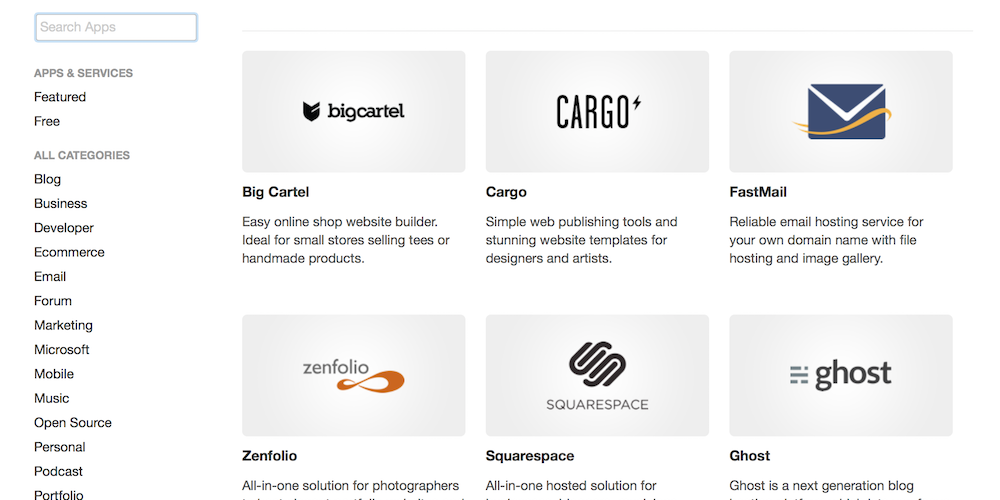 Search Apps
APPS & SERVICES
Featured
Free
ALL CATEGORIES
Blog
Business
Developer
Ecommerce
Email
Forum
Marketing
Microsoft
Mobile
Music
Open Source
Personal
Podcast
Portfolio
bigcartel
Big Cartel
Easy online shop website builder.
Ideal for small stores selling tees or
handmade products.
CARGO
Cargo
Simple web publishing tools and
stunning website templates for
designers and artists.
FastMail
Reliable email hosting service for
your own domain name with file
hosting and image gallery.
zenfolio
Zenfolio
All-in-one solution for photographers
SQUARESPACE
Squarespace
All-in-one hosted solution for
ghost
Ghost
Ghost is a next generation blog